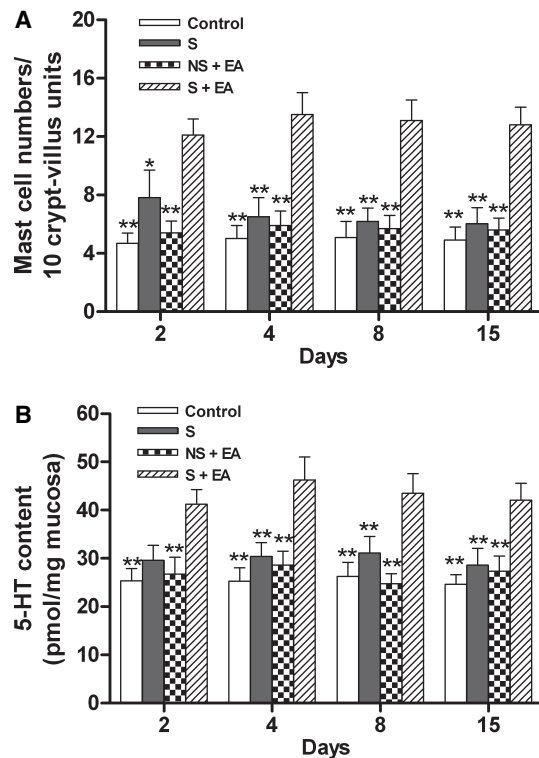 A
Mast cell numbers/
10 crypt-villus units
20
16
12
8
4
0
Control
S
NS + EA
S + EA
** * **
** ** **
** ** **
** ** **
2 4 8 15
Days
B
5-HT content
(pmol/mg mucosa)
60
50
40
30
20
10
0
Control
S
NS + EA
S + EA
** **
** ** **
** ** **
** ** **
2 4 8 15
Days